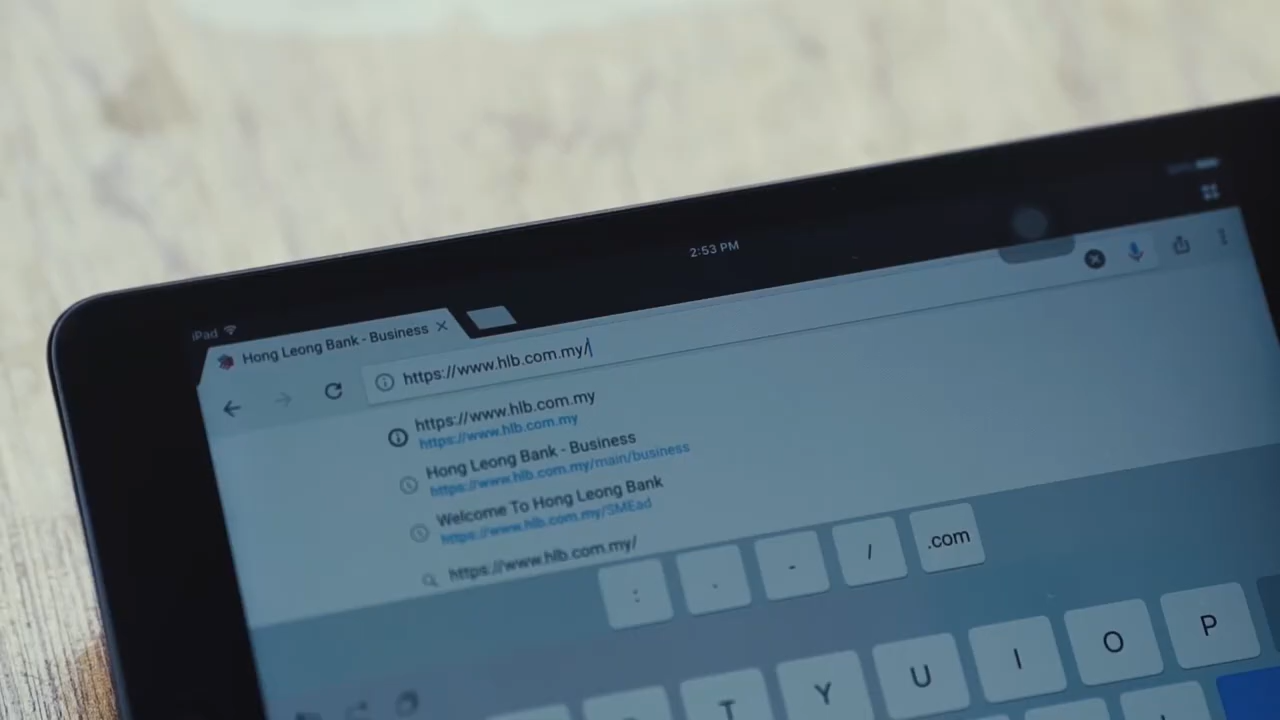 2:53 PM
iPad
Hong Leong Bank - Business
https://www.hlb.com.my/
https://www.hlb.com.my
https://www.hlb.com.my
Hong Leong Bank - Business
https://www.hlb.com.my/main/business
Welcome To Hong Leong Bank
https://www.hlb.com.my/SMEad
https://www.hlb.com.my/
: . - / .com
T Y U I O P